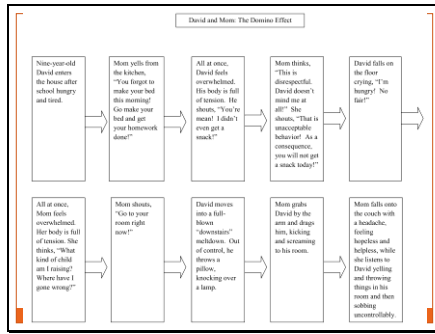 David and Mom: The Domino Effect
Nine-year-old
David enters
the house after
school hungry
and tired.
Mom yells from
the kitchen,
"You forgot to
make your bed
this morning!
Go make your
bed and get
your homework
done!"
All at once,
David feels
overwhelmed.
His body is full
of tension. He
shouts, "You're
mean! I didn't
even get a
snack!"
Mom thinks,
"This is
disrespectful.
David doesn't
mind me at
all!" She
shouts, "That is
unacceptable
behavior! As a
consequence,
you will not get
a snack today!"
David falls on
the floor
crying, "I'm
hungry! No
fair!"
All at once,
Mom feels
overwhelmed.
Her body is full
of tension. She
thinks, "What
kind of child
am I raising?
Where have I
gone wrong?"
Mom shouts,
"Go to your
room right
now!"
David moves
into a full-
blown
"downstairs"
meltdown. Out
of control, he
throws a
pillow,
knocking over
a lamp.
Mom grabs
David by the
arm and drags
him, kicking
and screaming
to his room.
Mom falls onto
the couch with
a headache,
feeling
hopeless and
helpless, while
she listens to
David yelling
and throwing
things in his
room and then
sobbing
uncontrollably.